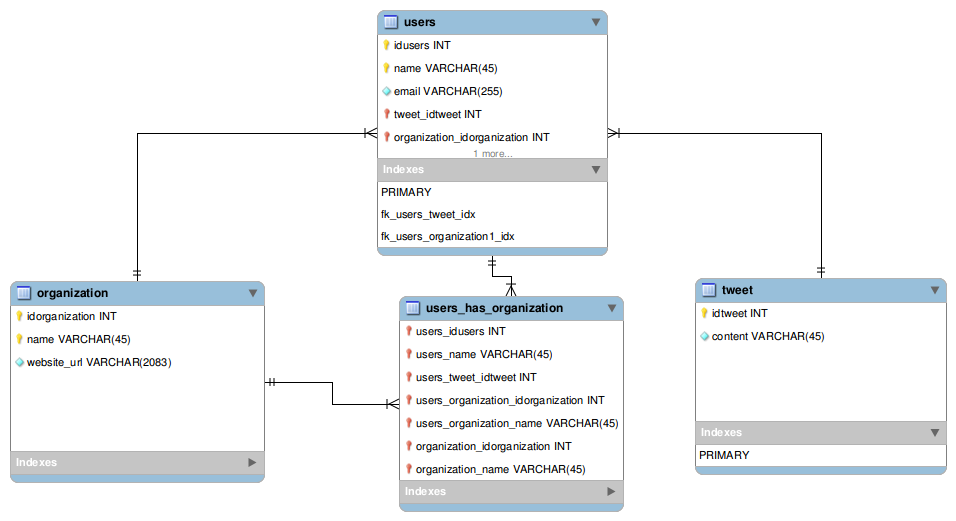 users
idusers INT
name VARCHAR(45)
email VARCHAR(255)
tweet_idtweet INT
organization_idorganization INT
1 more...
Indexes
PRIMARY
fk_users_tweet_idx
fk_users_organization1_idx
organization
idorganization INT
name VARCHAR(45)
website_url VARCHAR(2083)
Indexes
users_has_organization
users_idusers INT
users_name VARCHAR(45)
users_tweet_idtweet INT
users_organization_idorganization INT
users_organization_name VARCHAR(45)
organization_idorganization INT
organization_name VARCHAR(45)
Indexes
tweet
idtweet INT
content VARCHAR(45)
Indexes
PRIMARY